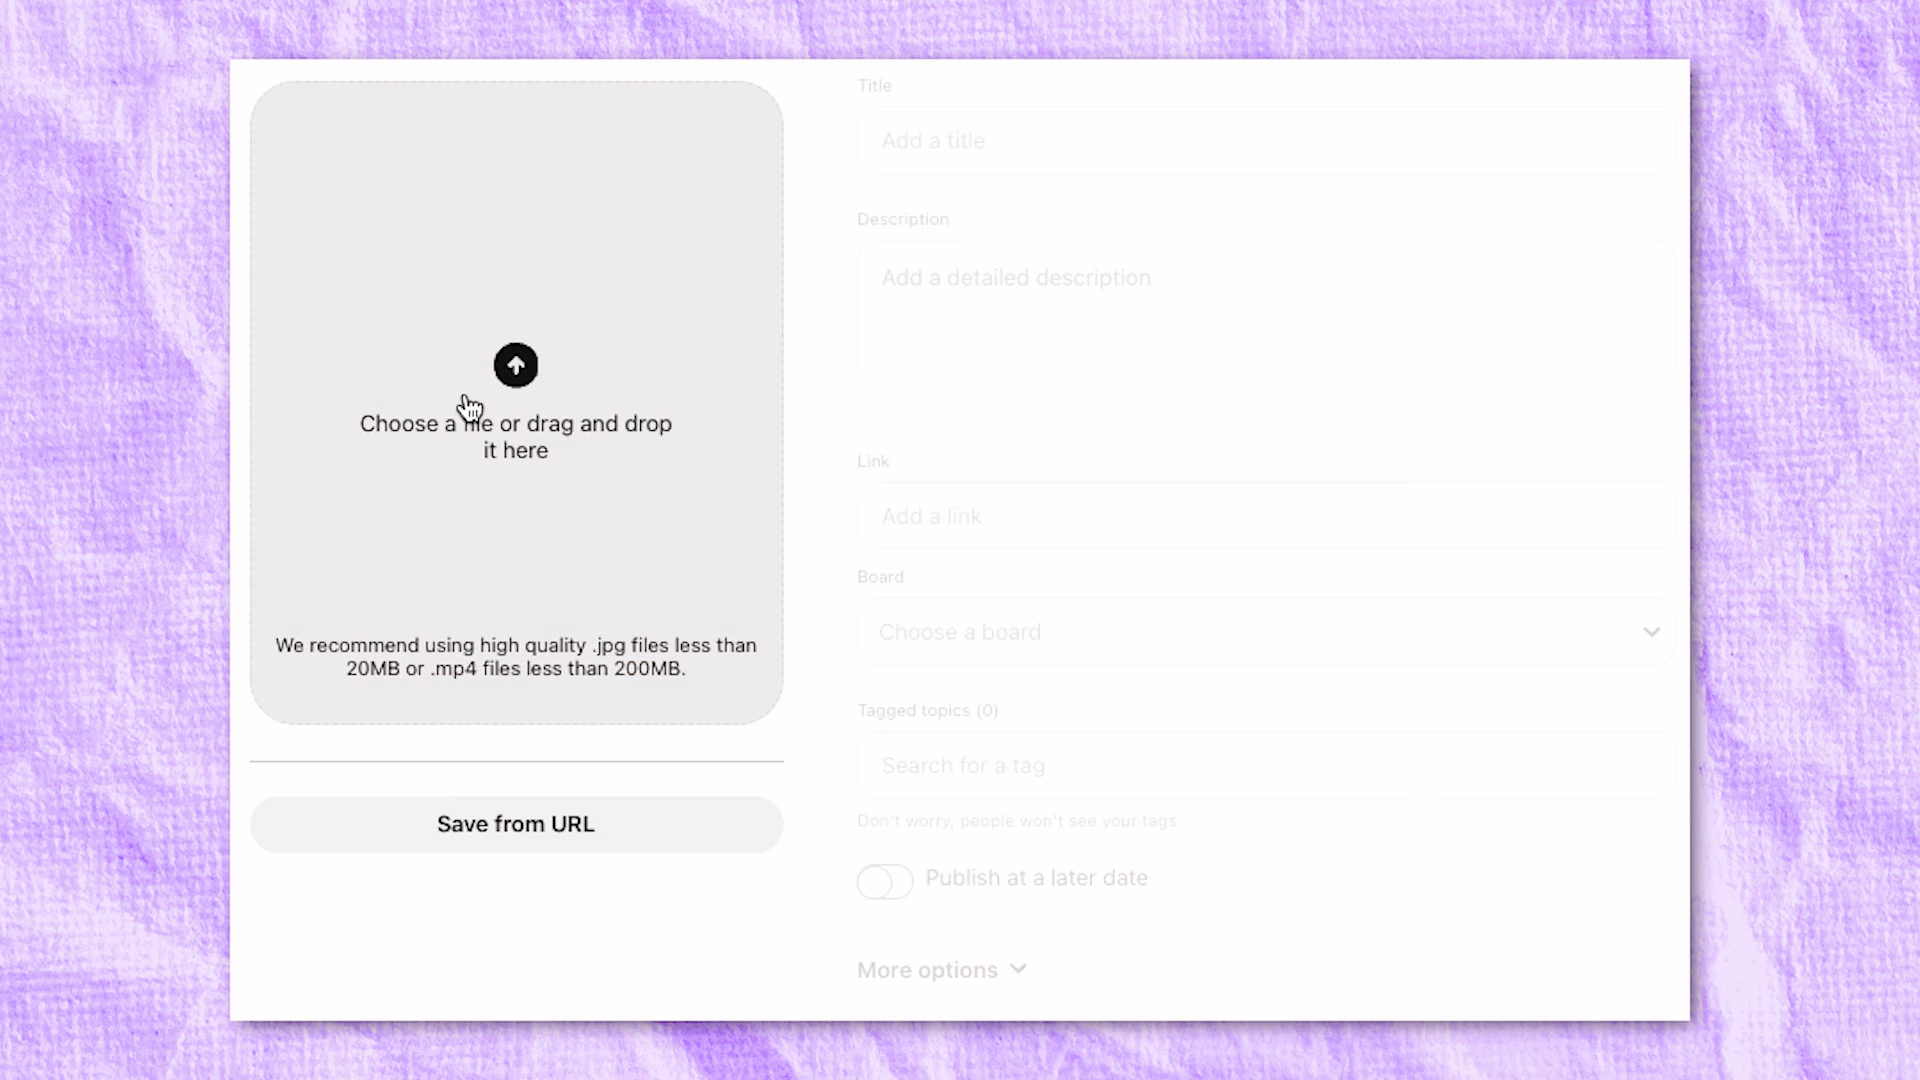 Choose a file or drag and drop
it here
We recommend using high quality .jpg files less than
20MB or .mp4 files less than 200MB.
Save from URL
Title
Add a title
Description
Add a detailed description
Link
Add a link
Board
Choose a board
Tagged topics (0)
Search for a tag
Don't worry, people won't see your tags
Publish at a later date
More options